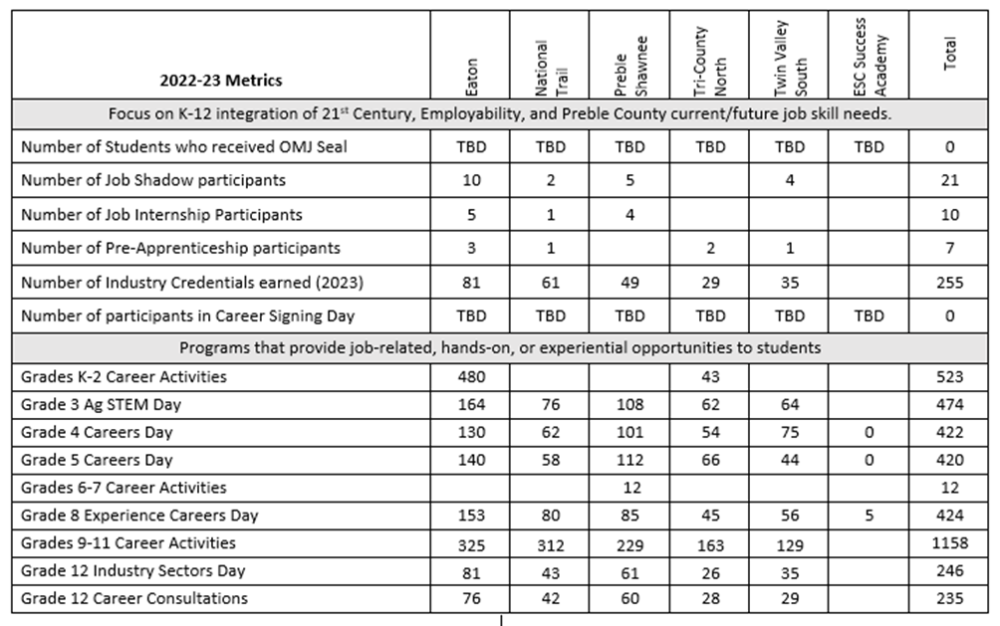 2022-23 Metrics Eaton National Trail Preble Shawnee Tri-County North Twin Valley South ESC Success Academy Total
Focus on K-12 integration of 21st Century, Employability, and Preble County current/future job skill needs.
Number of Students who received OMJ Seal TBD TBD TBD TBD TBD TBD 0
Number of Job Shadow participants 10 2 5 4 21
Number of Job Internship Participants 5 1 4 10
Number of Pre-Apprenticeship participants 3 1 2 1 7
Number of Industry Credentials earned (2023) 81 61 49 29 35 255
Number of participants in Career Signing Day TBD TBD TBD TBD TBD TBD 0
Programs that provide job-related, hands-on, or experiential opportunities to students
Grades K-2 Career Activities 480 43 523
Grade 3 Ag STEM Day 164 76 108 62 64 474
Grade 4 Careers Day 130 62 101 54 75 0 422
Grade 5 Careers Day 140 58 112 66 44 0 420
Grades 6-7 Career Activities 12 12
Grade 8 Experience Careers Day 153 80 85 45 56 5 424
Grades 9-11 Career Activities 325 312 229 163 129 1158
Grade 12 Industry Sectors Day 81 43 61 26 35 246
Grade 12 Career Consultations 76 42 60 28 29 235